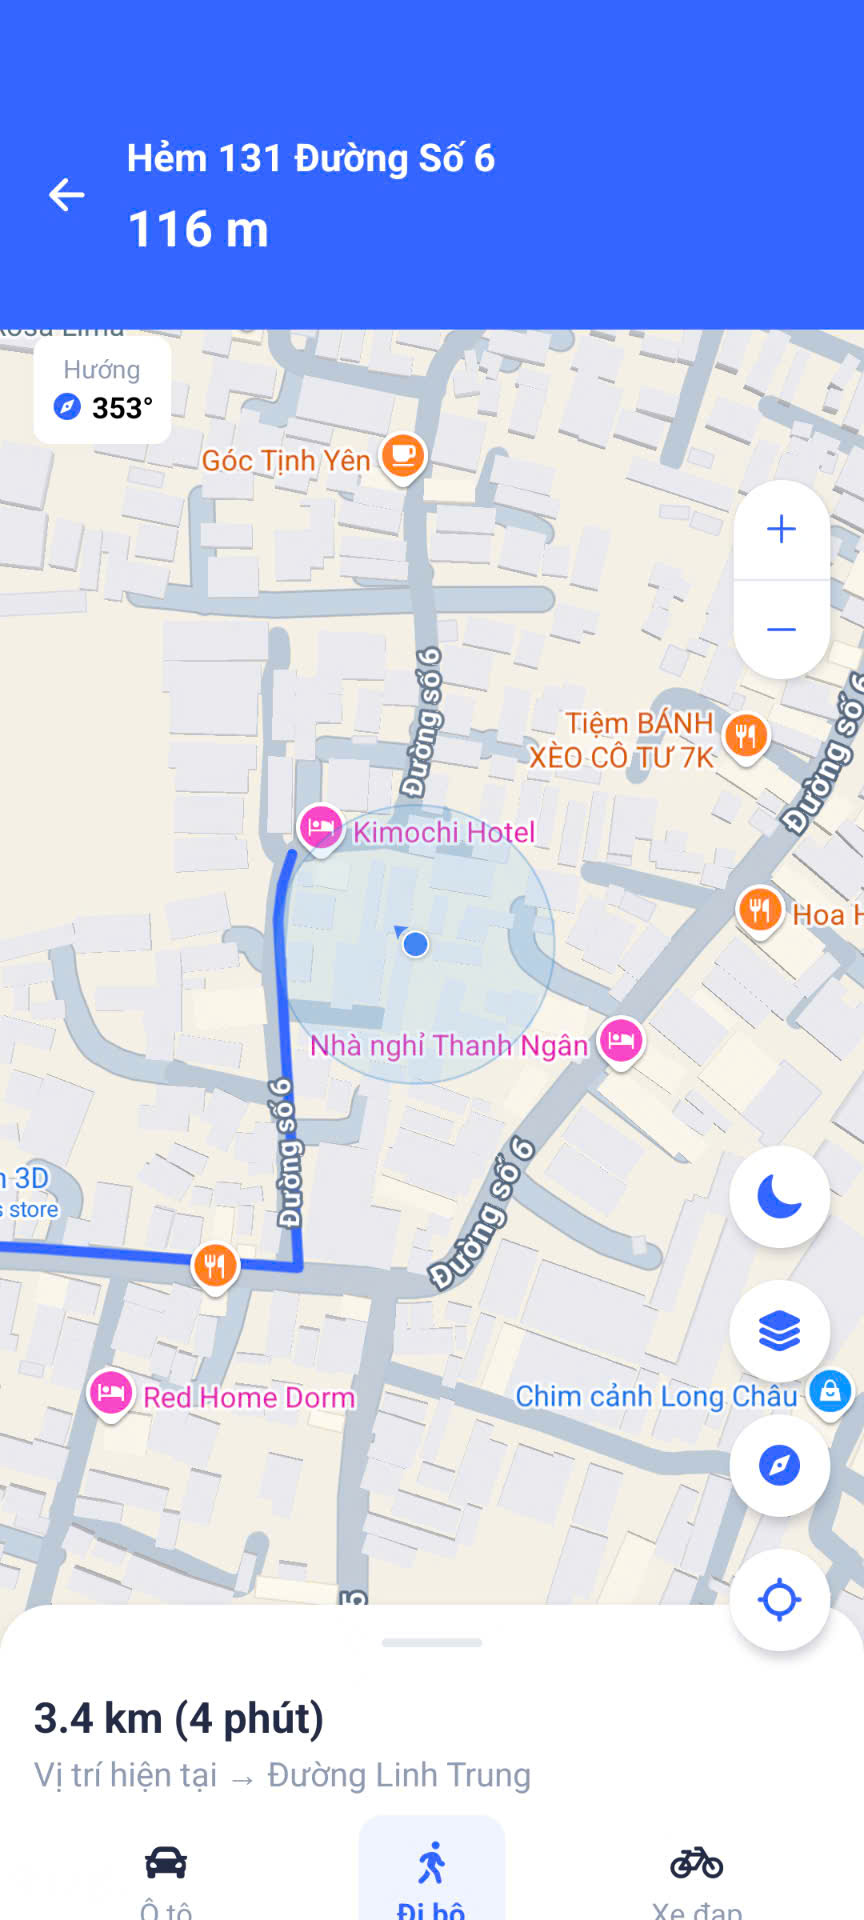 Hẻm 131 Đường Số 6
116 m
Hướng
353°
Góc Tịnh Yên
Đường số 6
Tiệm BÁNH
XÈO CÔ TƯ 7K
Đường số 6
Kimochi Hotel
Hoa H
Nhà nghỉ Thanh Ngân
Đường số 6
Đường số 6
n 3D
s store
Red Home Dorm
Chim cảnh Long Châu
3.4 km (4 phút)
Vị trí hiện tại → Đường Linh Trung
Ô tô
Đi bộ
Xe đạp